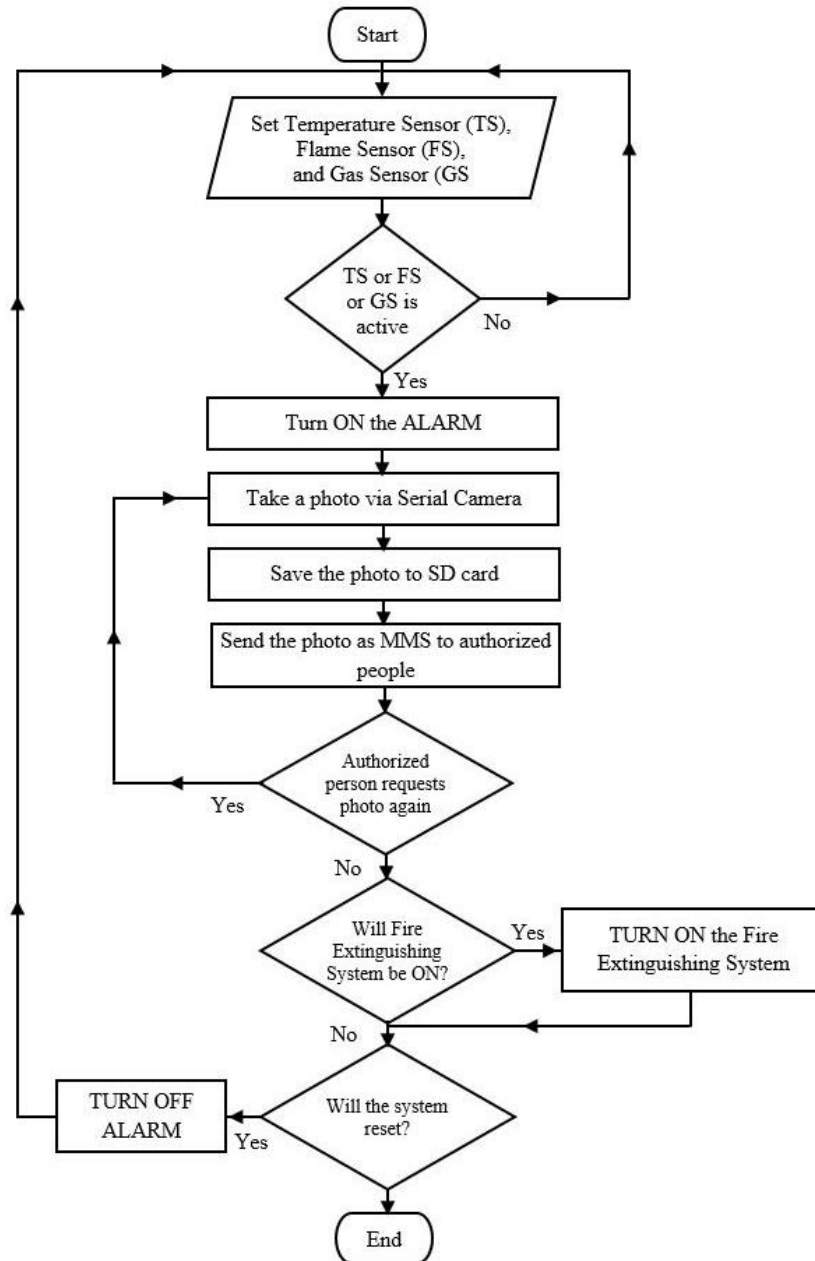 Start
Set Temperature Sensor (TS),
Flame Sensor (FS),
and Gas Sensor (GS
TS or FS
or GS is
active
No
Yes
Turn ON the ALARM
Take a photo via Serial Camera
Save the photo to SD card
Send the photo as MMS to authorized
people
Authorized
person requests
photo again
Yes
No
Will Fire
Extinguishing
System be ON?
Yes
TURN ON the Fire
Extinguishing System
No
Will the system
reset?
Yes
TURN OFF
ALARM
End